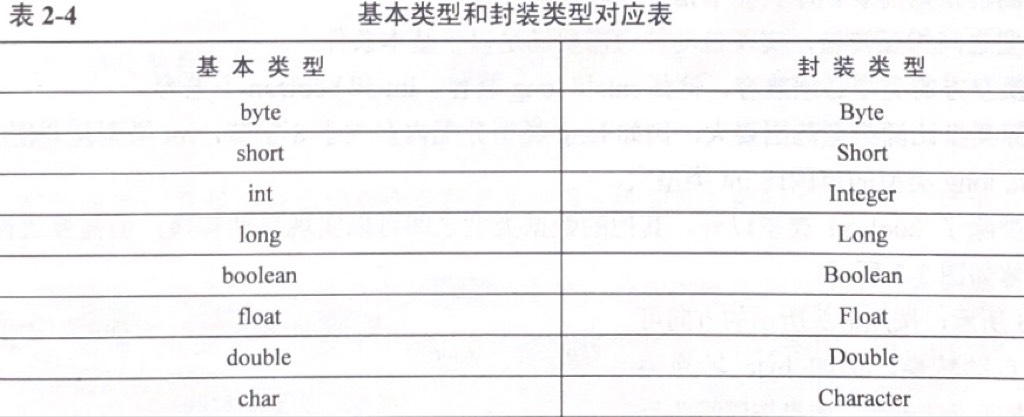 表 2-4 基本类型和封装类型对应表
基 本 类 型 封 装 类 型
byte Byte
short Short
int Integer
long Long
boolean Boolean
float Float
double Double
char Character